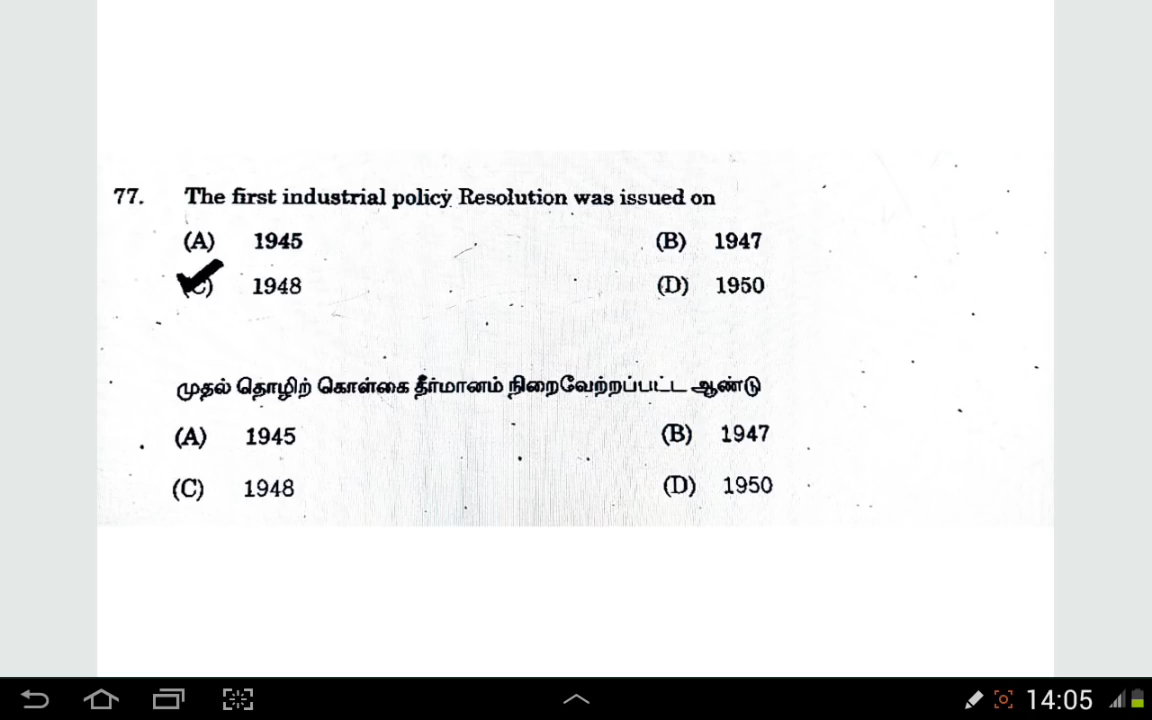 77. The first industrial policy Resolution was issued on
(A) 1945 (B) 1947
(C) 1948 (D) 1950
முதல் தொழிற் கொள்கை தீர்மானம் நிறைவேற்றப்பட்ட ஆண்டு
(A) 1945 (B) 1947
(C) 1948 (D) 1950
14:05